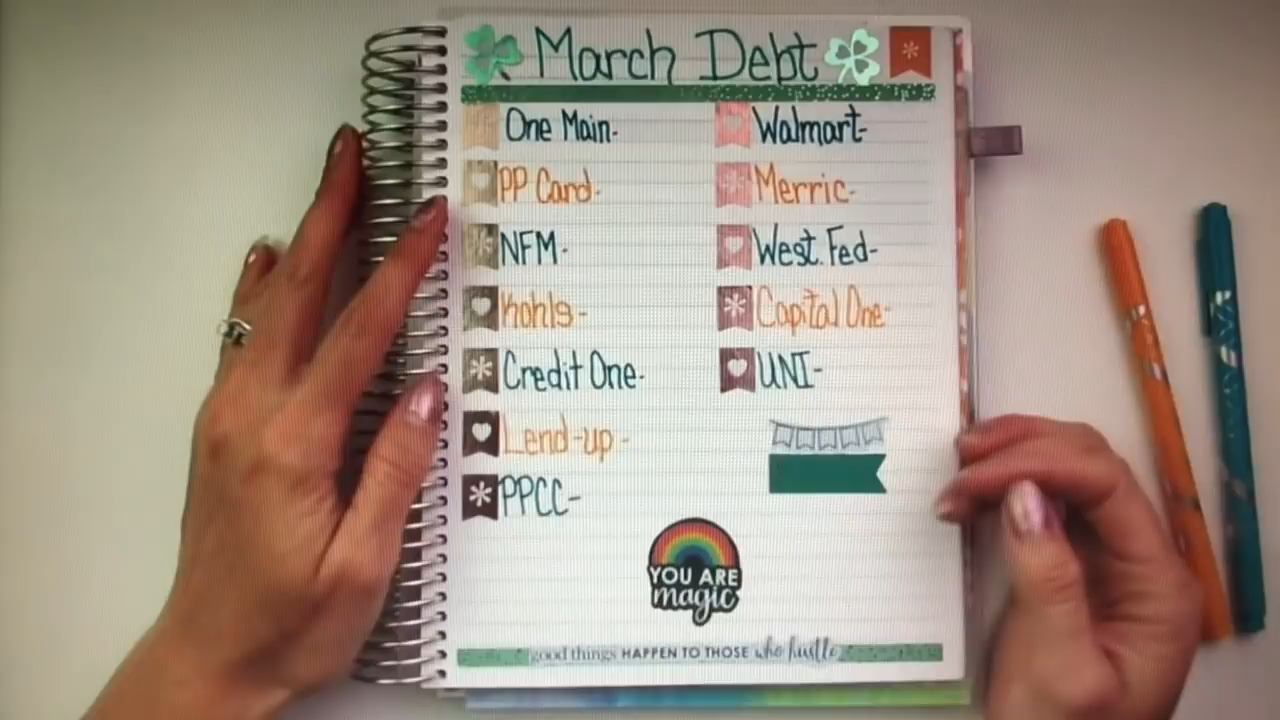 March Debt
One Main-
PP Card-
NFM-
Kohls-
Credit One-
Lend-up-
PPCC-
Walmart-
Merric-
West. Fed-
Capital One-
UNI-
YOU ARE
magic
good things HAPPEN TO THOSE who hustle